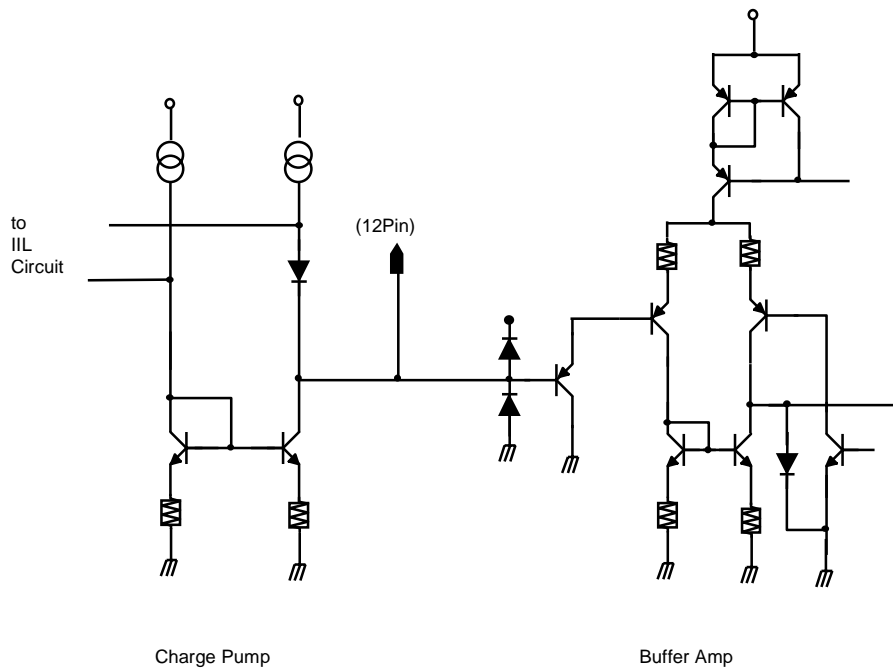 to
IIL
Circuit
(12Pin)
Charge Pump
Buffer Amp